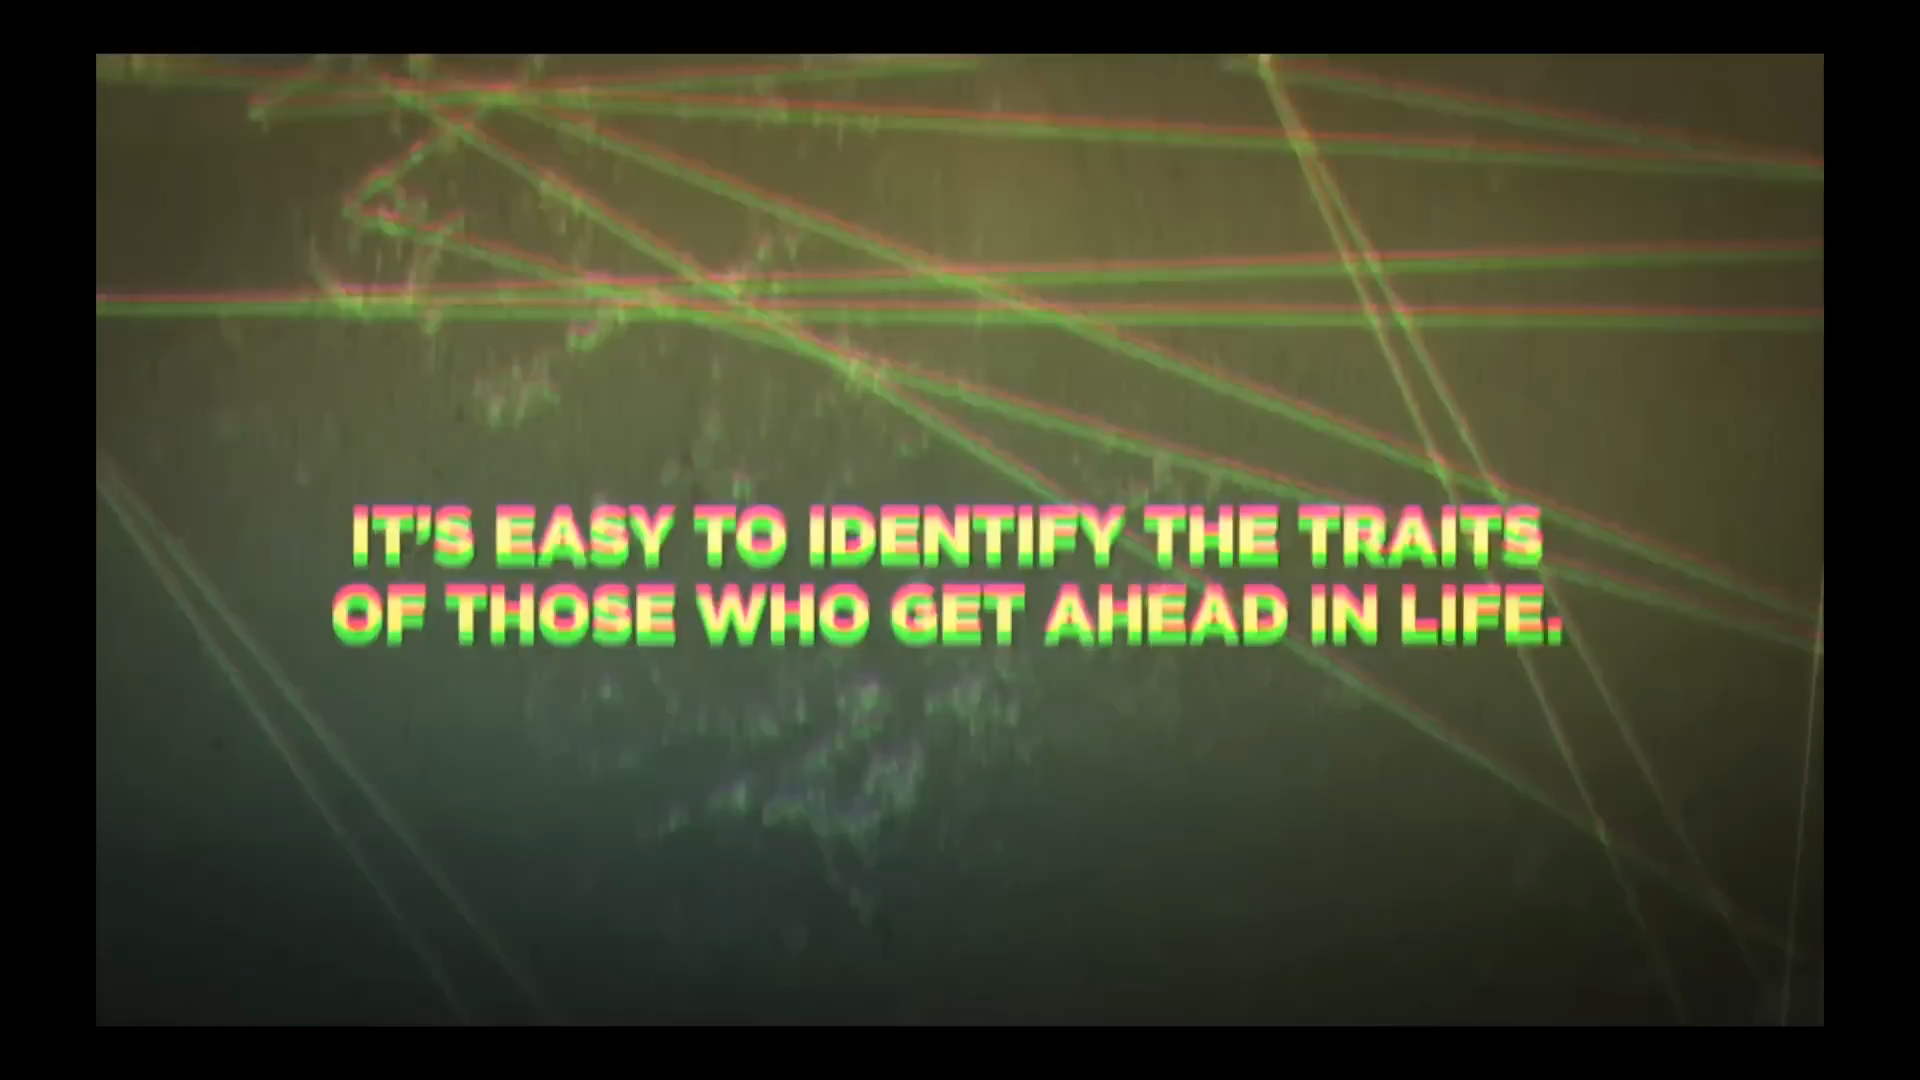 IT'S EASY TO IDENTIFY THE TRAITS
OF THOSE WHO GET AHEAD IN LIFE.